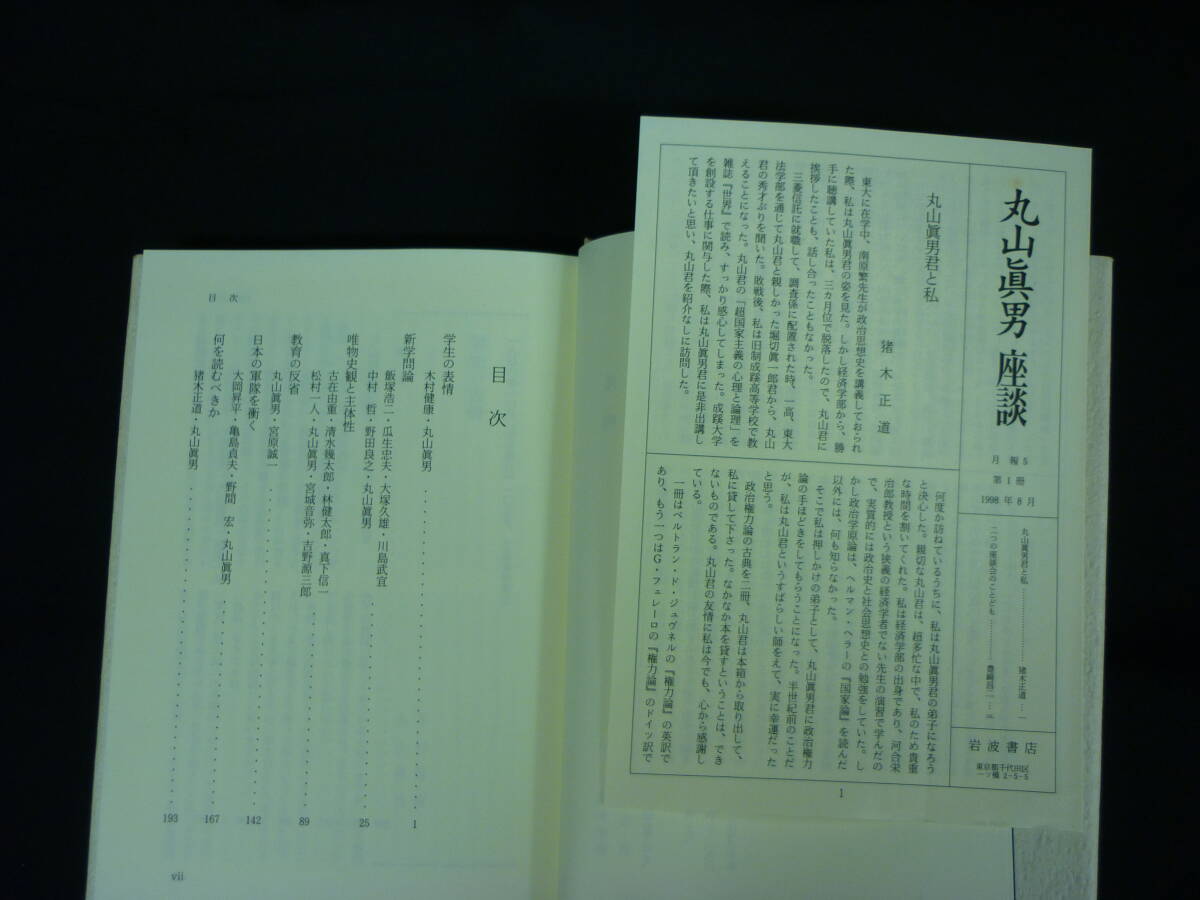 丸山眞男 座談
月報5
第1冊
1998年8月
丸山眞男君と私 …………… 猪木正道 … 一
二つの座談会のことども …………
岩波書店
東京都千代田区
一ッ橋 2-5-5
丸山眞男君と私
猪木正道
東大に在学中、南原繁先生が政治思想史を講義しておられ
た際、私は丸山眞男君の姿を見た。しかし経済学部から、勝
手に聴講していた私は、三カ月位で脱落したので、丸山君に
挨拶したことも、話し合ったこともなかった。
三菱信託に就職して、調査係に配置された時、一高、東大
法学部を通じて丸山君と親しかった堀切眞一郎君から、丸山
君の秀才ぶりを聞いた。敗戦後、私は旧制成蹊高等学校で教
えることになった。丸山君の「超国家主義の心理と論理」を
雑誌『世界』で読み、すっかり感心してしまった。成蹊大学
を創設する仕事に関与した際、私は丸山眞男君に是非出講し
て頂きたいと思い、丸山君を紹介なしに訪問した。
何度か訪ねているうちに、私は丸山眞男君の弟子になろう
と決心した。親切な丸山君は、超多忙な中で、私のため貴重
な時間を割いてくれた。私は経済学部の出身であり、河合栄
治郎教授という狭義の経済学者でない先生の演習で学んだの
で、実質的には政治史と社会思想史との勉強をしていた。し
かし政治学原論は、ヘルマン・ヘラーの『国家論』を読んだ
以外には、何も知らなかった。
そこで私は押しかけの弟子として、丸山眞男君に政治権力
論の手ほどきをしてもらうことになった。半世紀前のことだ
が、私は丸山君というすばらしい師をえて、実に幸運だった
と思う。
政治権力論の古典を二冊、丸山君は本箱から取り出して、
私に貸して下さった。なかなか本を貸すということは、でき
ないものである。丸山君の友情に私は今でも、心から感謝し
ている。
一冊はベルトラン・ド・ジュヴネルの『権力論』の英訳で
あり、もう一つはG・フェレーロの『権力論』のドイツ訳で
1
目次
目次
学生の表情
木村健康・丸山眞男 …… 1
新学問論
飯塚浩二・瓜生忠夫・大塚久雄・川島武宜
中村 哲・野田良之・丸山眞男 …… 25
唯物史観と主体性
古在由重・清水幾太郎・林健太郎・真下信一
松村一人・丸山眞男・宮城音弥・吉野源三郎 …… 89
教育の反省
丸山眞男・宮原誠一 …… 142
日本の軍隊を衝く
大岡昇平・亀島貞夫・野間 宏・丸山眞男 …… 167
何を読むべきか
猪木正道・丸山眞男 …… 193
vii